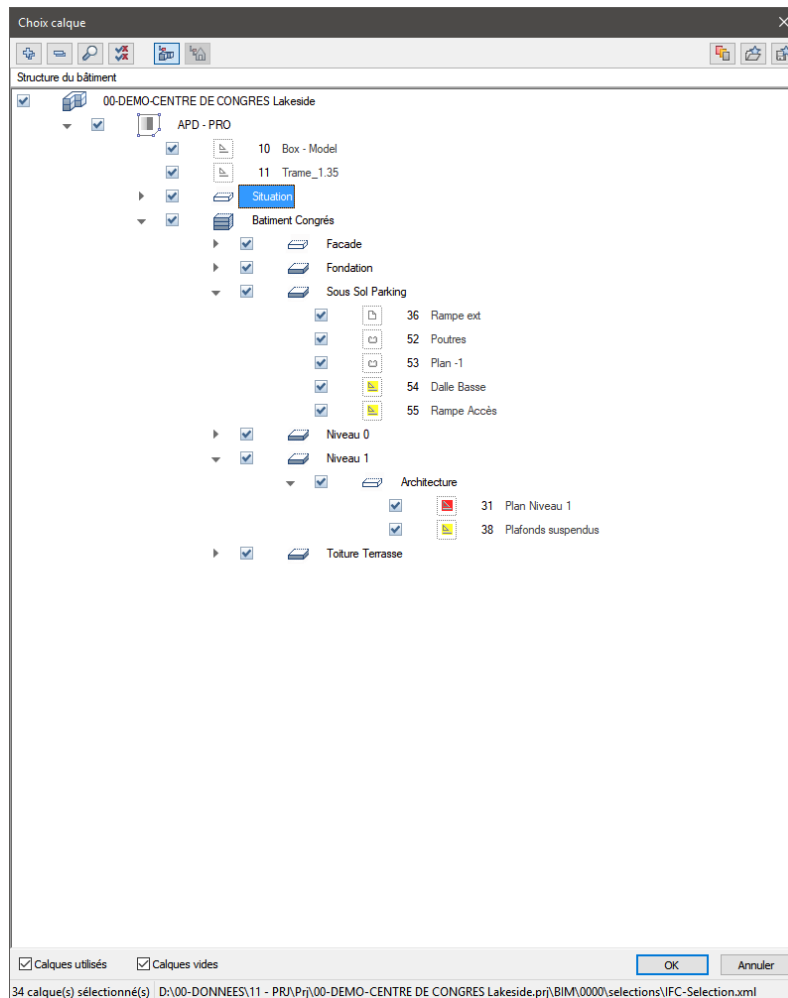 Choix calque
Structure du bâtiment
00-DEMO-CENTRE DE CONGRES Lakeside
APD - PRO
10 Box - Model
11 Trame_1.35
Situation
Batiment Congrés
Facade
Fondation
Sous Sol Parking
36 Rampe ext
52 Poutres
53 Plan -1
54 Dalle Basse
55 Rampe Accès
Niveau 0
Niveau 1
Architecture
31 Plan Niveau 1
38 Plafonds suspendus
Toiture Terrasse
Calques utilisés Calques vides OK Annuler
34 calque(s) sélectionné(s) D:\00-DONNEES\11 - PRJ\Prj\00-DEMO-CENTRE DE CONGRES Lakeside.prj\BIM\0000\selections\IFC-Selection.xml